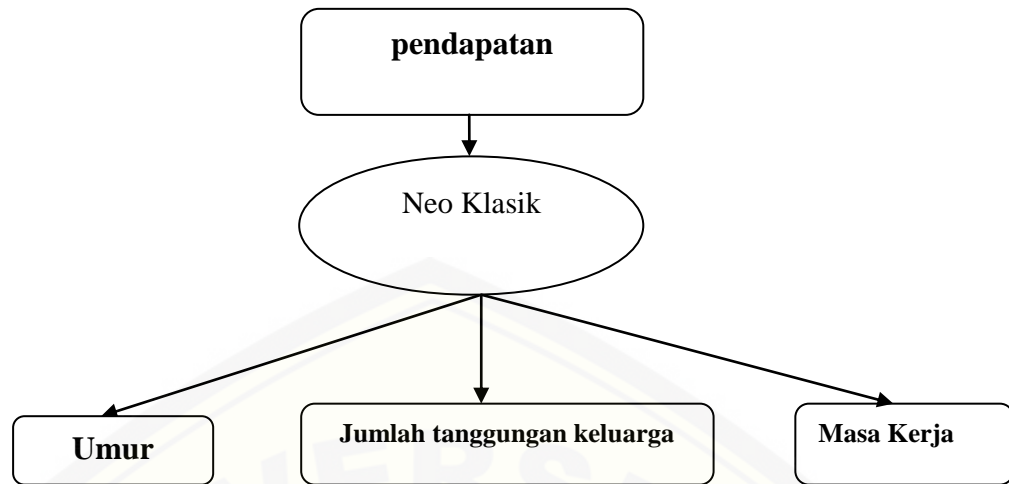 pendapatan
Neo Klasik
Umur
Jumlah tanggungan keluarga
Masa Kerja